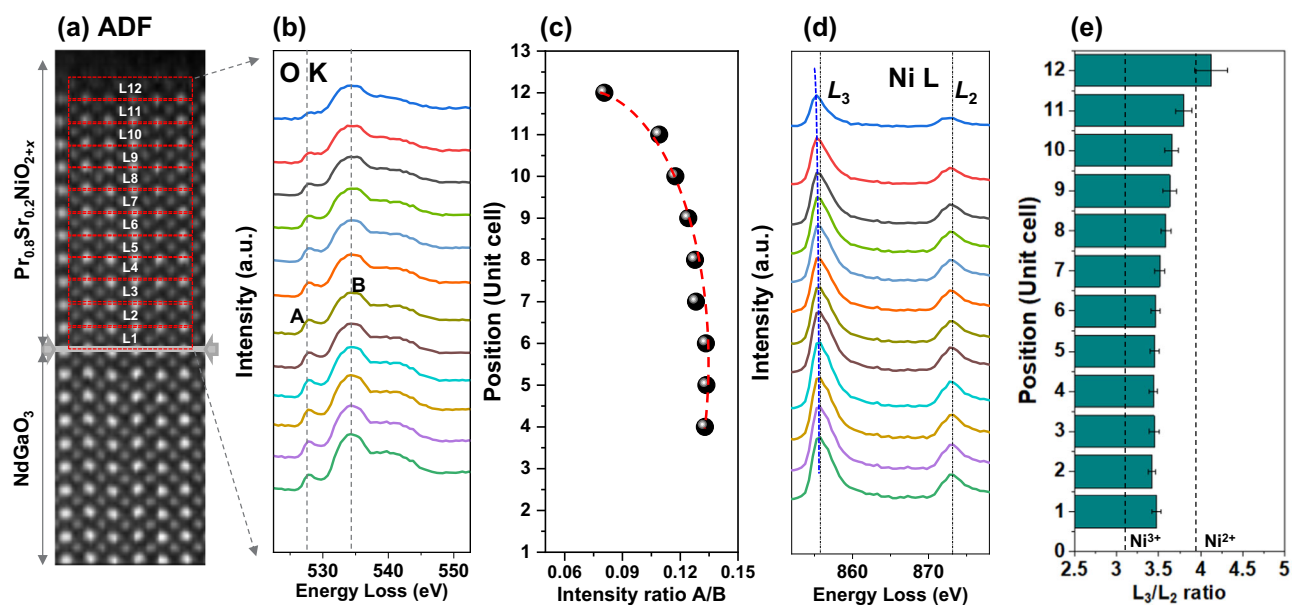 (a) ADF
Pr0.8Sr0.2NiO2+x
NdGaO3
L12
L11
L10
L9
L8
L7
L6
L5
L4
L3
L2
L1
(b)
O K
A
B
Intensity (a.u.)
530 540 550
Energy Loss (eV)
(c)
Position (Unit cell)
13
12
11
10
9
8
7
6
5
4
3
2
1
0
0.06 0.09 0.12 0.15
Intensity ratio A/B
(d)
Ni L
L3
L2
Intensity (a.u.)
860 870
Energy Loss (eV)
(e)
Position (Unit cell)
12
11
10
9
8
7
6
5
4
3
2
1
0
Ni3+
Ni2+
2.5 3 3.5 4 4.5 5
L3/L2 ratio